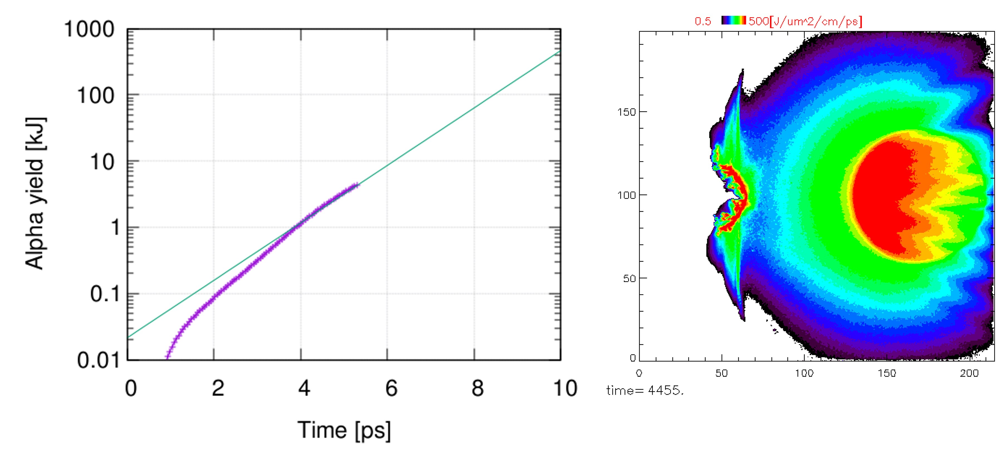 1000
100
10
1
0.1
0.01
Alpha yield [kJ]
0 2 4 6 8 10
Time [ps]
0.5 500[J/um^2/cm/ps]
150
100
50
0
0 50 100 150 200
time= 4455.